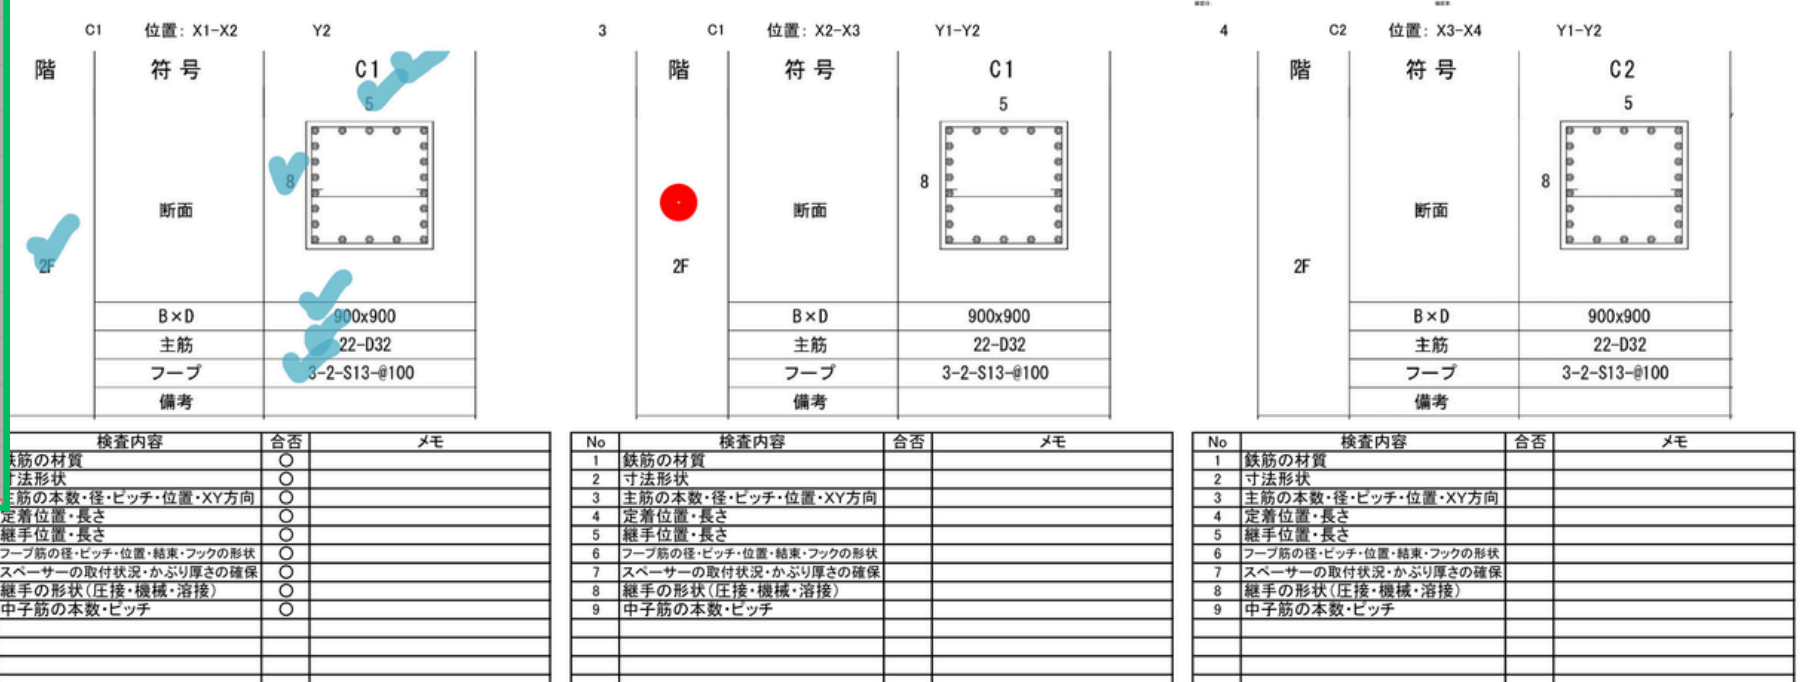 C1 位置: X1-X2 Y2
階 符号 C1
5
8
断面
2F
B×D 900x900
主筋 22-D32
フープ 3-2-S13-@100
備考
検査内容 合否 メモ
鉄筋の材質 〇
寸法形状 〇
主筋の本数・径・ピッチ・位置・XY方向 〇
定着位置・長さ 〇
継手位置・長さ 〇
フープ筋の径・ピッチ・位置・結束・フックの形状 〇
スペーサーの取付状況・かぶり厚さの確保 〇
継手の形状(圧接・機械・溶接) 〇
中子筋の本数・ピッチ 〇
3 C1 位置: X2-X3 Y1-Y2
階 符号 C1
5
8
断面
2F
B×D 900x900
主筋 22-D32
フープ 3-2-S13-@100
備考
No 検査内容 合否 メモ
1 鉄筋の材質
2 寸法形状
3 主筋の本数・径・ピッチ・位置・XY方向
4 定着位置・長さ
5 継手位置・長さ
6 フープ筋の径・ピッチ・位置・結束・フックの形状
7 スペーサーの取付状況・かぶり厚さの確保
8 継手の形状(圧接・機械・溶接)
9 中子筋の本数・ピッチ
4 C2 位置: X3-X4 Y1-Y2
階 符号 C2
5
8
断面
2F
B×D 900x900
主筋 22-D32
フープ 3-2-S13-@100
備考
No 検査内容 合否 メモ
1 鉄筋の材質
2 寸法形状
3 主筋の本数・径・ピッチ・位置・XY方向
4 定着位置・長さ
5 継手位置・長さ
6 フープ筋の径・ピッチ・位置・結束・フックの形状
7 スペーサーの取付状況・かぶり厚さの確保
8 継手の形状(圧接・機械・溶接)
9 中子筋の本数・ピッチ